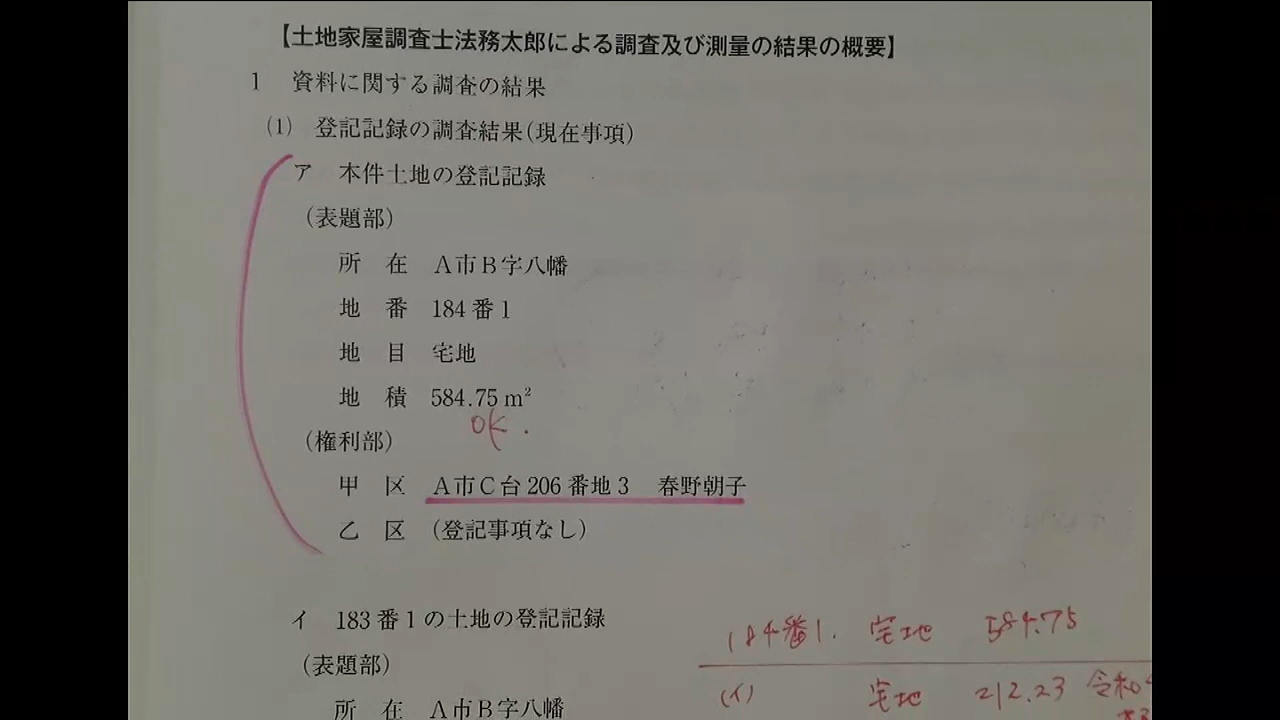 【土地家屋調査士法務太郎による調査及び測量の結果の概要】
1 資料に関する調査の結果
(1) 登記記録の調査結果(現在事項)
ア 本件土地の登記記録
(表題部)
所 在 A市B字八幡
地 番 184番1
地 目 宅地
地 積 584.75㎡
OK.
(権利部)
甲 区 A市C台206番地3 春野朝子
乙 区 (登記事項なし)
イ 183番1の土地の登記記録
184番1. 宅地 584.75
(表題部)
(イ) 宅地 212.23 令和
所 在 A市B字八幡